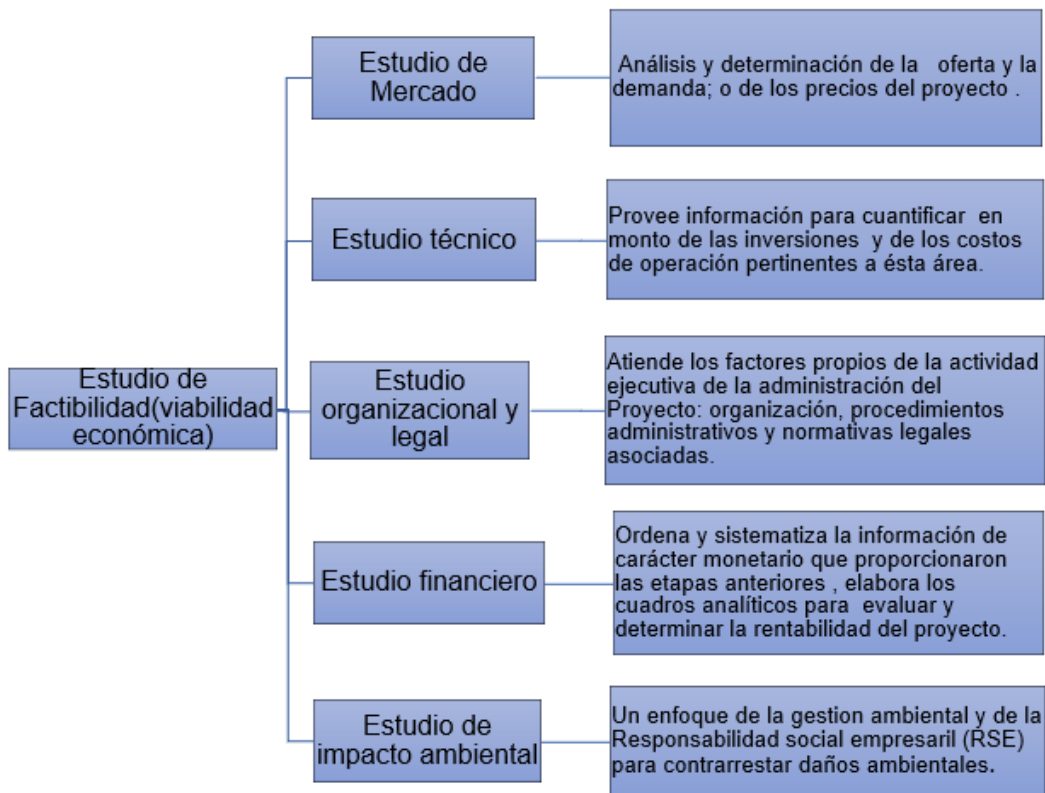 Estudio de
Mercado
Análisis y determinación de la oferta y la
demanda; o de los precios del proyecto .
Estudio técnico
Provee información para cuantificar en
monto de las inversiones y de los costos
de operación pertinentes a ésta área.
Estudio de
Factibilidad(viabilidad
económica)
Estudio
organizacional y
legal
Atiende los factores propios de la actividad
ejecutiva de la administración del
Proyecto: organización, procedimientos
administrativos y normativas legales
asociadas.
Estudio financiero
Ordena y sistematiza la información de
carácter monetario que proporcionaron
las etapas anteriores , elabora los
cuadros analíticos para evaluar y
determinar la rentabilidad del proyecto.
Estudio de
impacto ambiental
Un enfoque de la gestion ambiental y de la
Responsabilidad social empresaril (RSE)
para contrarrestar daños ambientales.